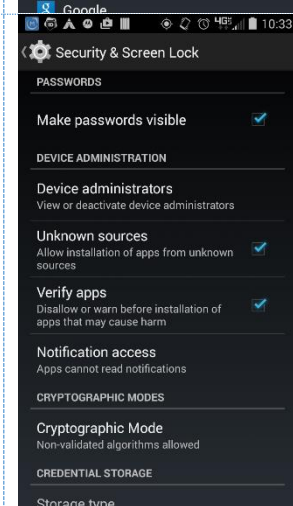 Google
4G 10:33
Security & Screen Lock
PASSWORDS
Make passwords visible
DEVICE ADMINISTRATION
Device administrators
View or deactivate device administrators
Unknown sources
Allow installation of apps from unknown
sources
Verify apps
Disallow or warn before installation of
apps that may cause harm
Notification access
Apps cannot read notifications
CRYPTOGRAPHIC MODES
Cryptographic Mode
Non-validated algorithms allowed
CREDENTIAL STORAGE
Storage type